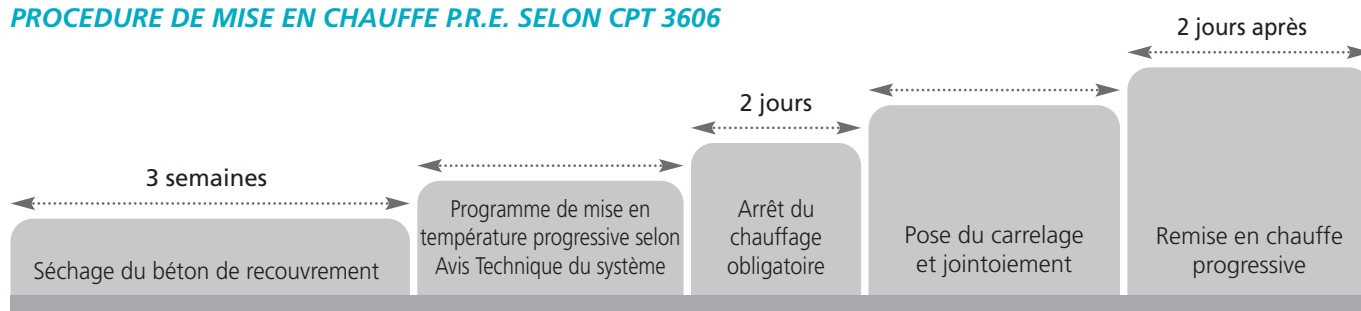 PROCEDURE DE MISE EN CHAUFFE P.R.E. SELON CPT 3606
3 semaines
Séchage du béton de recouvrement
Programme de mise en
température progressive selon
Avis Technique du système
2 jours
Arrêt du
chauffage
obligatoire
Pose du carrelage
et jointoiement
2 jours après
Remise en chauffe
progressive